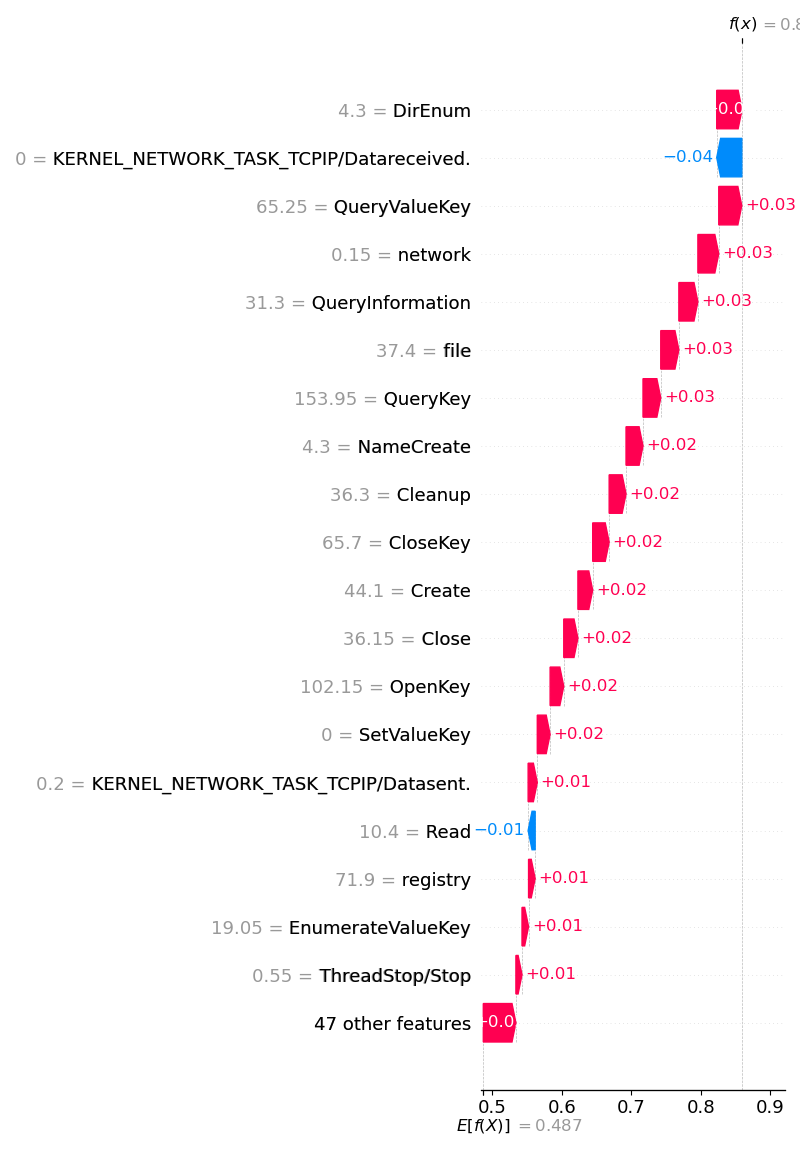 f(x) = 0.8
4.3 = DirEnum
0 = KERNEL_NETWORK_TASK_TCPIP/Datareceived. −0.04
65.25 = QueryValueKey +0.03
0.15 = network +0.03
31.3 = QueryInformation +0.03
37.4 = file +0.03
153.95 = QueryKey +0.03
4.3 = NameCreate +0.02
36.3 = Cleanup +0.02
65.7 = CloseKey +0.02
44.1 = Create +0.02
36.15 = Close +0.02
102.15 = OpenKey +0.02
0 = SetValueKey +0.02
0.2 = KERNEL_NETWORK_TASK_TCPIP/Datasent. +0.01
10.4 = Read −0.01
71.9 = registry +0.01
19.05 = EnumerateValueKey +0.01
0.55 = ThreadStop/Stop +0.01
47 other features
0.5 0.6 0.7 0.8 0.9
E[f(X)] = 0.487